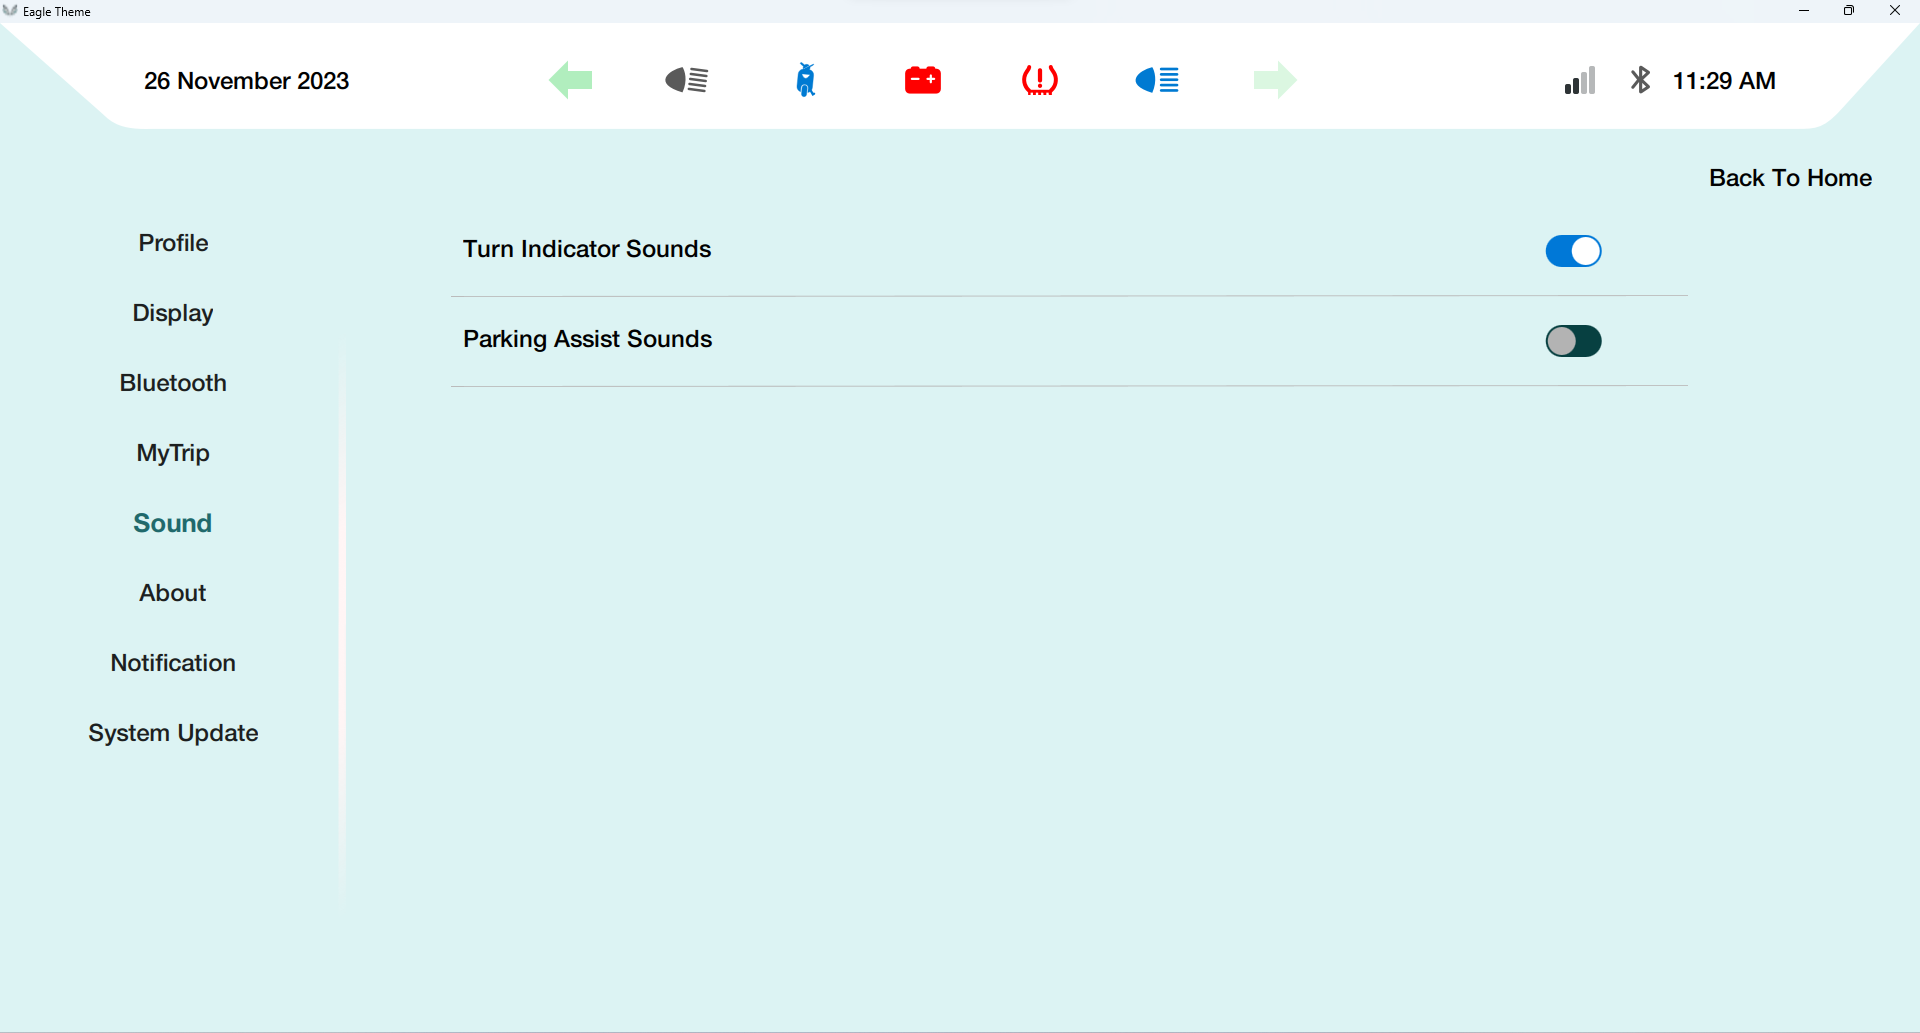 Eagle Theme
26 November 2023
11:29 AM
Back To Home
Profile
Display
Bluetooth
MyTrip
Sound
About
Notification
System Update
Turn Indicator Sounds
Parking Assist Sounds